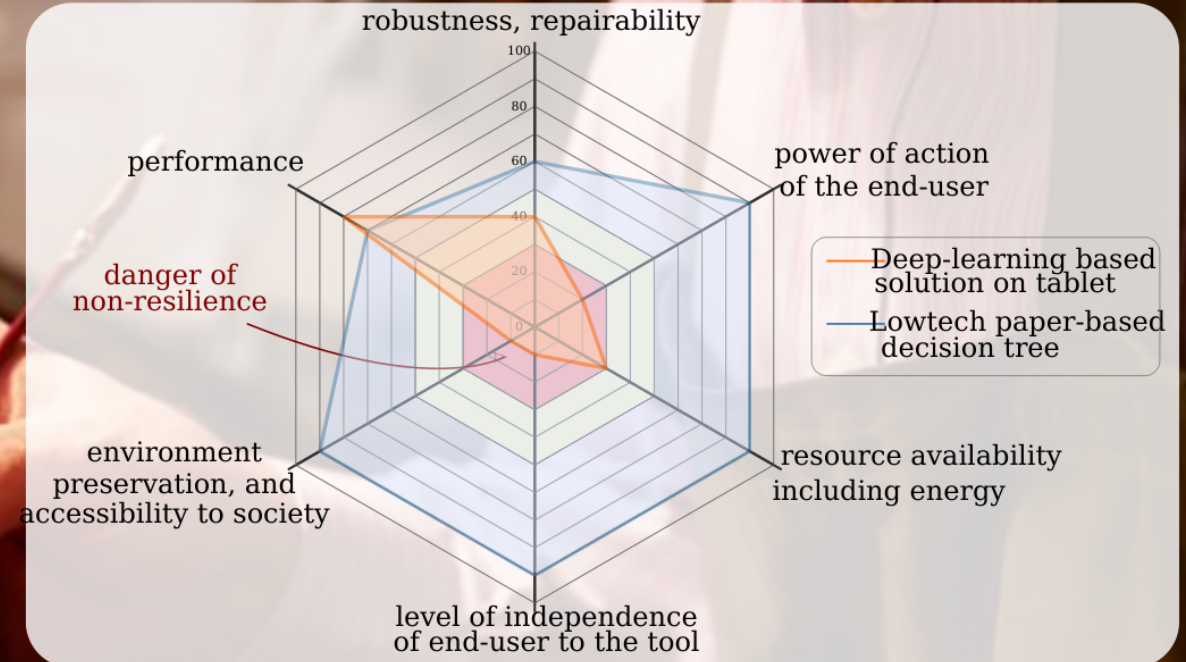 robustness, repairability
100
80
60
40
20
0
performance
power of action
of the end-user
danger of
non-resilience
Deep-learning based
solution on tablet
Lowtech paper-based
decision tree
environment
preservation, and
accessibility to society
resource availability
including energy
level of independence
of end-user to the tool